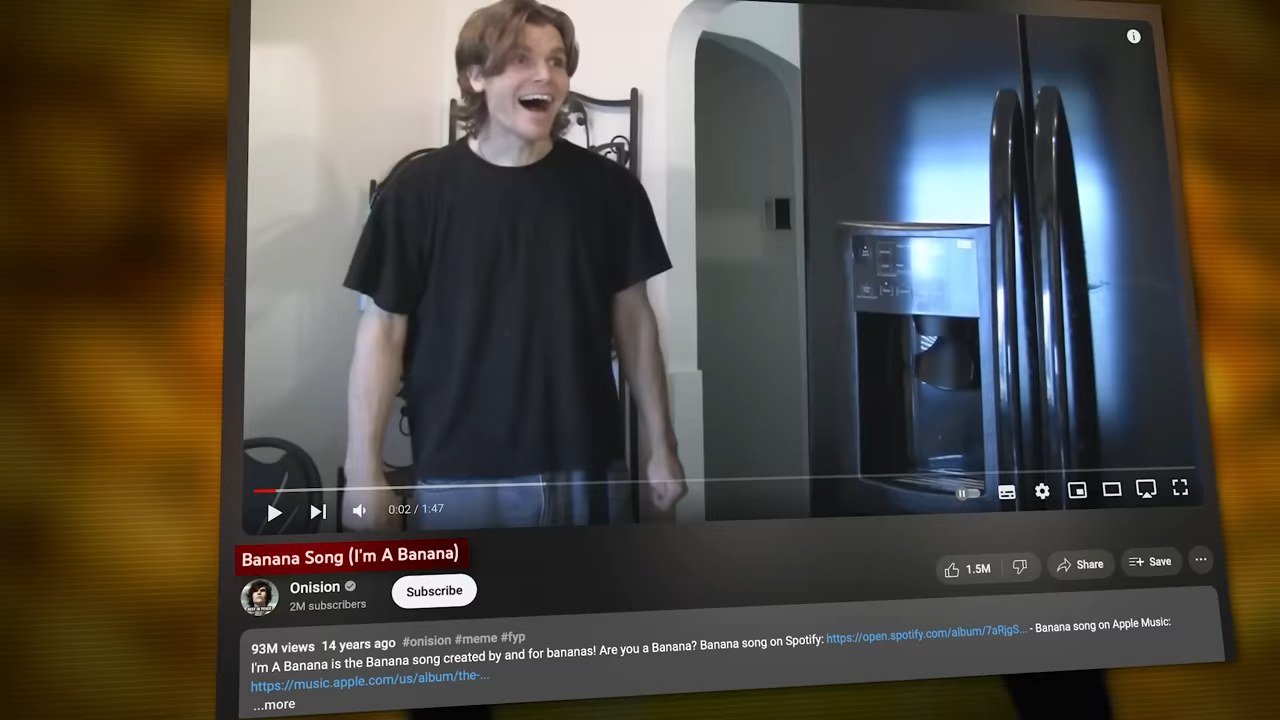 0:02 / 1:47
Banana Song (I'm A Banana)
Onision
2M subscribers
Subscribe
1.5M
Share
Save
93M views 14 years ago #onision #meme #fyp
I'm A Banana is the Banana song created by and for bananas! Are you a Banana? Banana song on Spotify: https://open.spotify.com/album/7aRjgS... - Banana song on Apple Music:
https://music.apple.com/us/album/the-...
...more